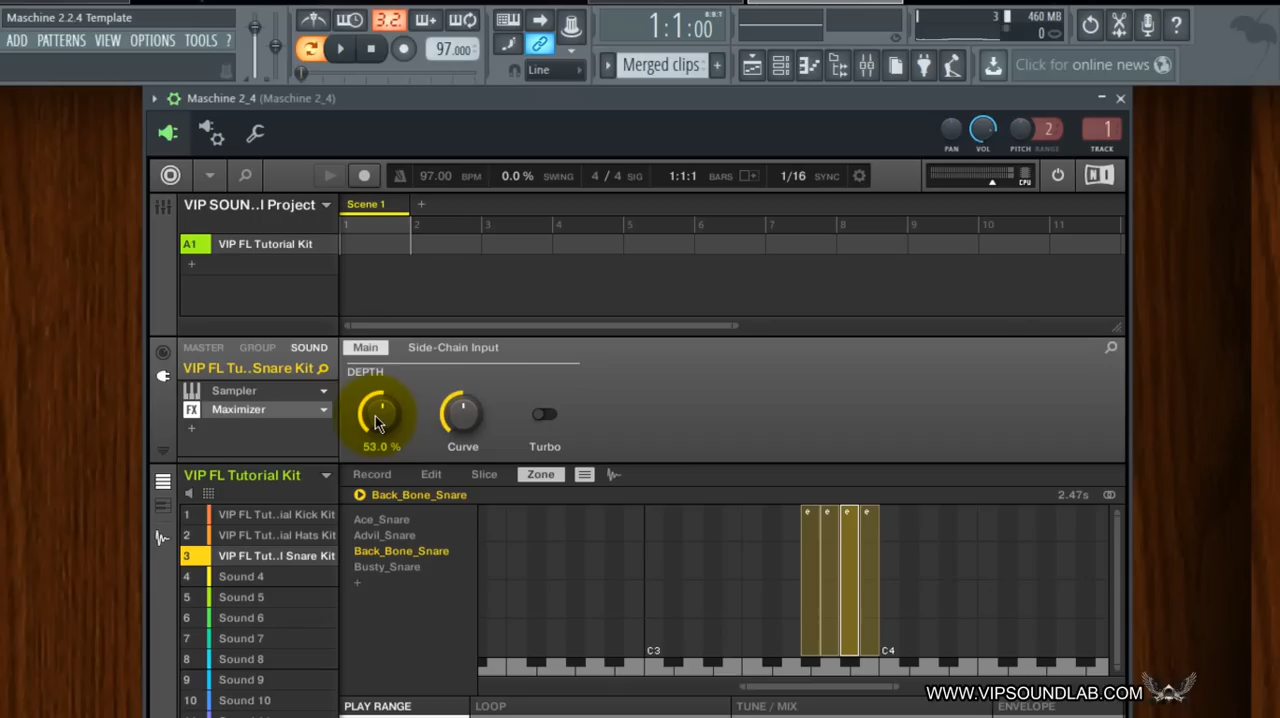 Maschine 2.2.4 Template
ADD PATTERNS VIEW OPTIONS TOOLS ?
3.2
97.000
Line
1:1:00
B:S:T
Merged clips
3
460 MB
0
Click for online news
Maschine 2_4 (Maschine 2_4)
PAN VOL PITCH RANGE 2 1 TRACK
97.00 BPM 0.0 % SWING 4 / 4 SIG 1:1:1 BARS 1/16 SYNC CPU
VIP SOUN..l Project
Scene 1 +
1 2 3 4 5 6 7 8 9 10 11
A1 VIP FL Tutorial Kit
+
MASTER GROUP SOUND
Main Side-Chain Input
VIP FL Tu..Snare Kit
DEPTH
Sampler
FX Maximizer
+
53.0 % Curve Turbo
VIP FL Tutorial Kit
Record Edit Slice Zone
Back_Bone_Snare 2.47s
1 VIP FL Tut..ial Kick Kit
2 VIP FL Tut..ial Hats Kit
3 VIP FL Tut..l Snare Kit
4 Sound 4
5 Sound 5
6 Sound 6
7 Sound 7
8 Sound 8
9 Sound 9
10 Sound 10
Ace_Snare
Advil_Snare
Back_Bone_Snare
Busty_Snare
+
e e e e
C3 C4
WWW.VIPSOUNDLAB.COM
PLAY RANGE LOOP TUNE / MIX ENVELOPE